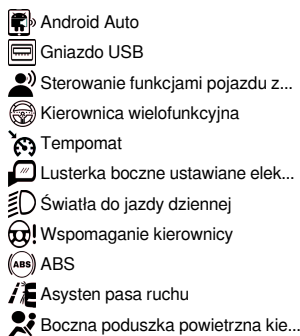 Android Auto
Gniazdo USB
Sterowanie funkcjami pojazdu z...
Kierownica wielofunkcyjna
Tempomat
Lusterka boczne ustawiane elek...
Światła do jazdy dziennej
Wspomaganie kierownicy
(ABS) ABS
Asysten pasa ruchu
Boczna poduszka powietrzna kie...